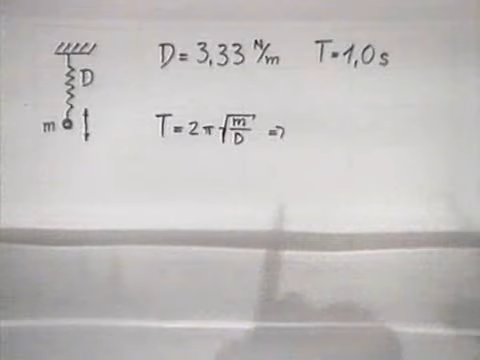 D = 3,33 N/m T = 1,0 s
D
m
T = 2π √(m/D) =>